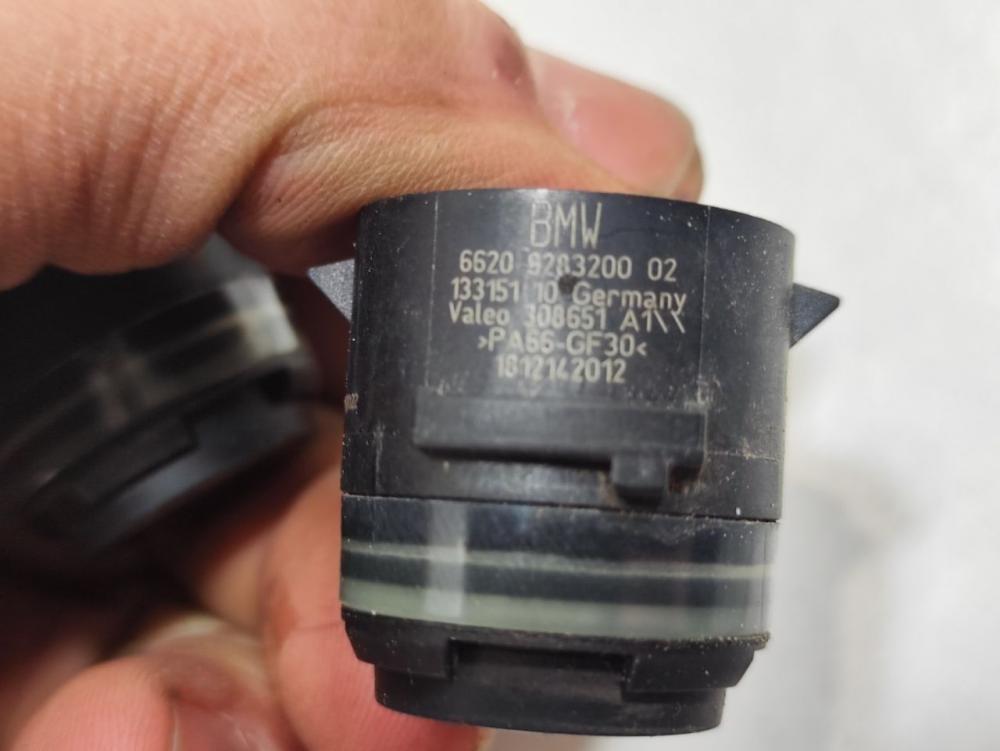 BMW
6620 9283200 02
133151 10 Germany
Valeo 308651 A1\\
>PA66-GF30<
1812142012